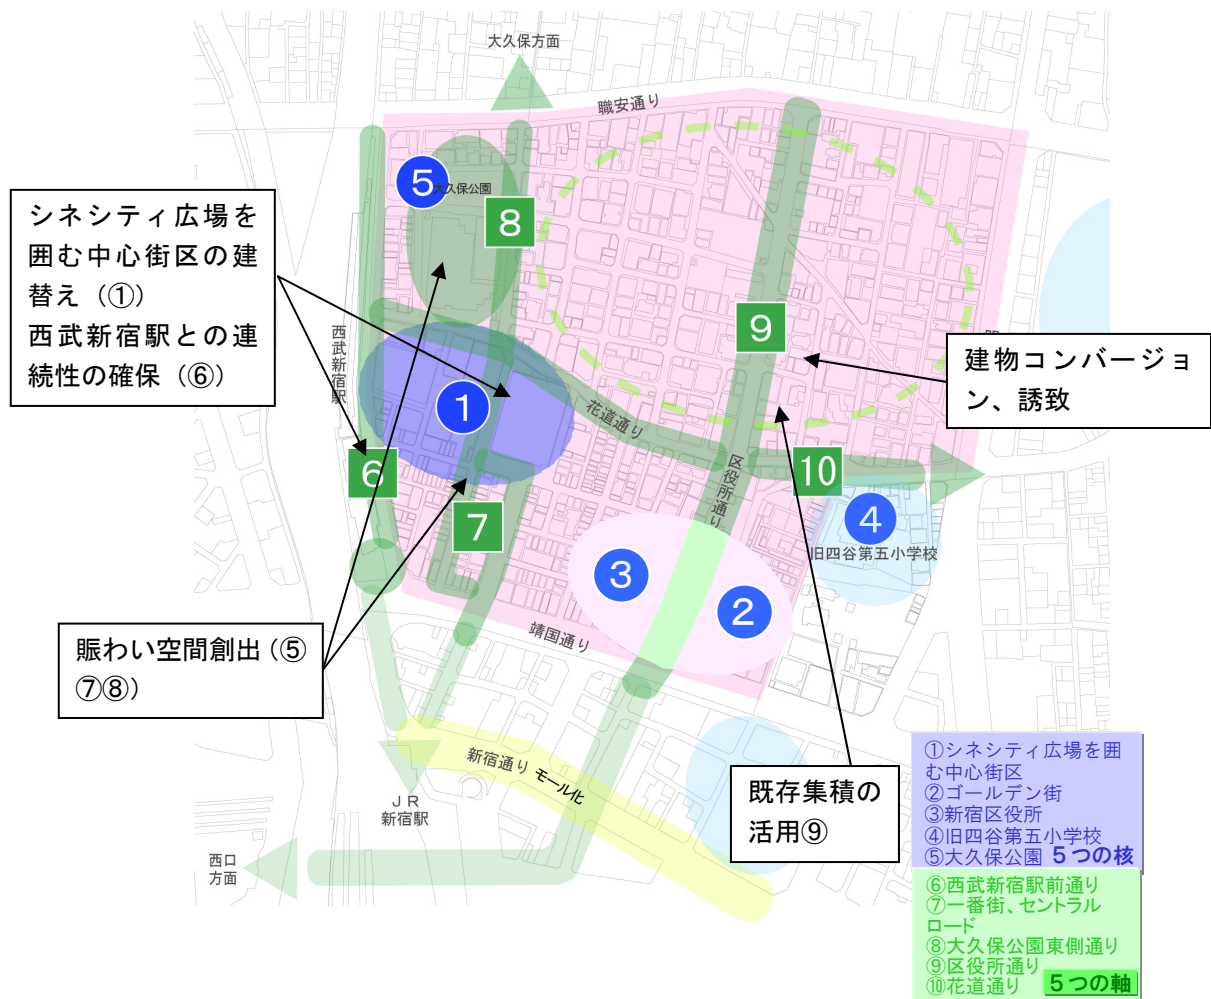 大久保方面
職安通り
⑤
大久保公園
⑧
シネシティ広場を
囲む中心街区の建
替え（①）
西武新宿駅との連
続性の確保（⑥）
西武新宿駅
⑨
建物コンバージョ
ン、誘致
①
花道通り
⑥
区役所通り
⑩
⑦
④
旧四谷第五小学校
③
②
靖国通り
賑わい空間創出（⑤
⑦⑧）
新宿通り モール化
ＪＲ
新宿駅
西口
方面
既存集積の
活用⑨
①シネシティ広場を囲
む中心街区
②ゴールデン街
③新宿区役所
④旧四谷第五小学校
⑤大久保公園 ５つの核
⑥西武新宿駅前通り
⑦一番街、セントラル
ロード
⑧大久保公園東側通り
⑨区役所通り
⑩花道通り ５つの軸